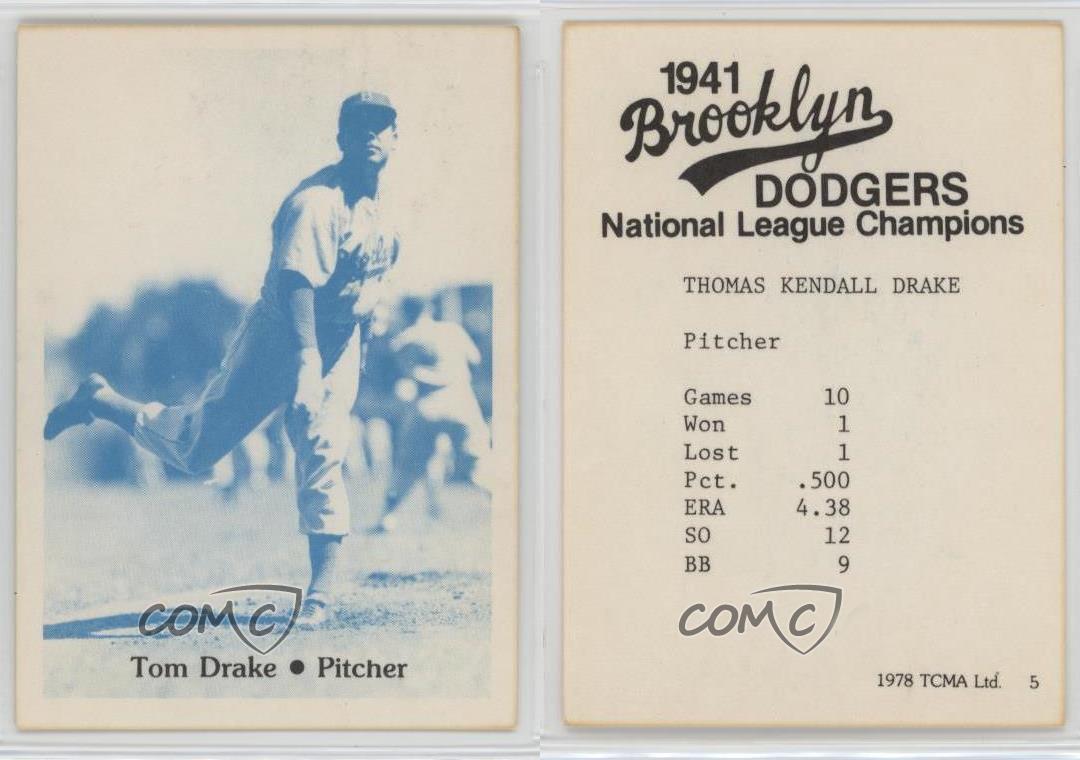 Tom Drake • Pitcher
COMC
1941
Brooklyn
DODGERS
National League Champions
THOMAS KENDALL DRAKE
Pitcher
Games 10
Won 1
Lost 1
Pct. .500
ERA 4.38
SO 12
BB 9
COMC
1978 TCMA Ltd. 5